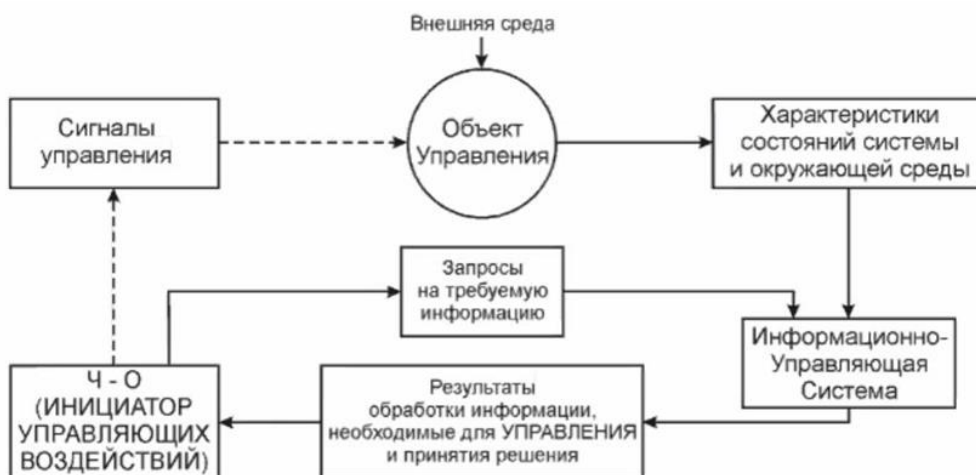 Внешняя среда
Сигналы
управления
Объект
Управления
Характеристики
состояний системы
и окружающей среды
Запросы
на требуемую
информацию
Информационно-
Управляющая
Система
Ч - О
(ИНИЦИАТОР
УПРАВЛЯЮЩИХ
ВОЗДЕЙСТВИЙ)
Результаты
обработки информации,
необходимые для УПРАВЛЕНИЯ
и принятия решения